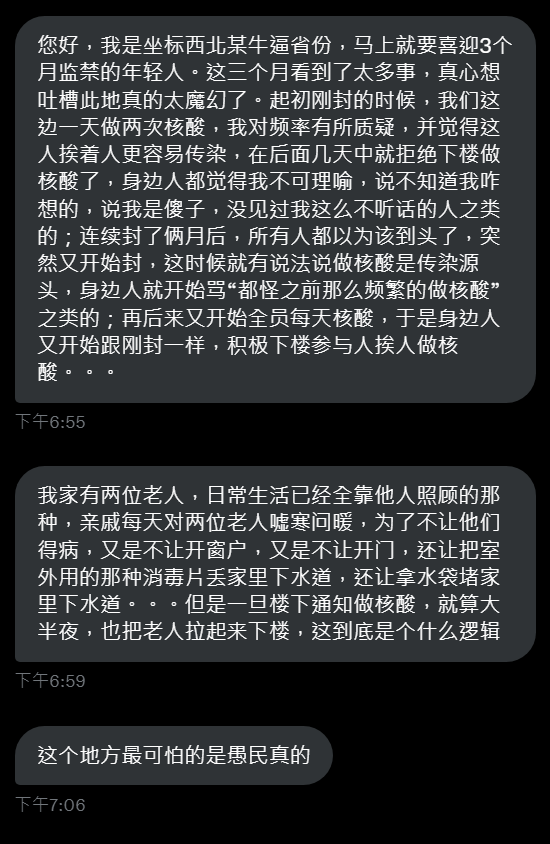 您好，我是坐标西北某牛逼省份，马上就要喜迎3个
月监禁的年轻人。这三个月看到了太多事，真心想
吐槽此地真的太魔幻了。起初刚封的时候，我们这
边一天做两次核酸，我对频率有所质疑，并觉得这
人挨着人更容易传染，在后面几天中就拒绝下楼做
核酸了，身边人都觉得我不可理喻，说不知道我咋
想的，说我是傻子，没见过我这么不听话的人之类
的；连续封了俩月后，所有人都以为该到头了，突
然又开始封，这时候就有说法说做核酸是传染源
头，身边人就开始骂“都怪之前那么频繁的做核酸”
之类的；再后来又开始全员每天核酸，于是身边人
又开始跟刚封一样，积极下楼参与人挨人做核
酸。。。
下午6:55
我家有两位老人，日常生活已经全靠他人照顾的那
种，亲戚每天对两位老人嘘寒问暖，为了不让他们
得病，又是不让开窗户，又是不让开门，还让把室
外用的那种消毒片丢家里下水道，还让拿水袋堵家
里下水道。。。但是一旦楼下通知做核酸，就算大
半夜，也把老人拉起来下楼，这到底是个什么逻辑
下午6:59
这个地方最可怕的是愚民真的
下午7:06